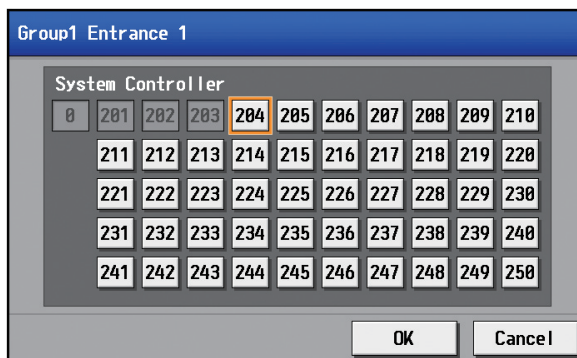 Group1 Entrance 1
System Controller
0 201 202 203 204 205 206 207 208 209 210
211 212 213 214 215 216 217 218 219 220
221 222 223 224 225 226 227 228 229 230
231 232 233 234 235 236 237 238 239 240
241 242 243 244 245 246 247 248 249 250
OK Cancel